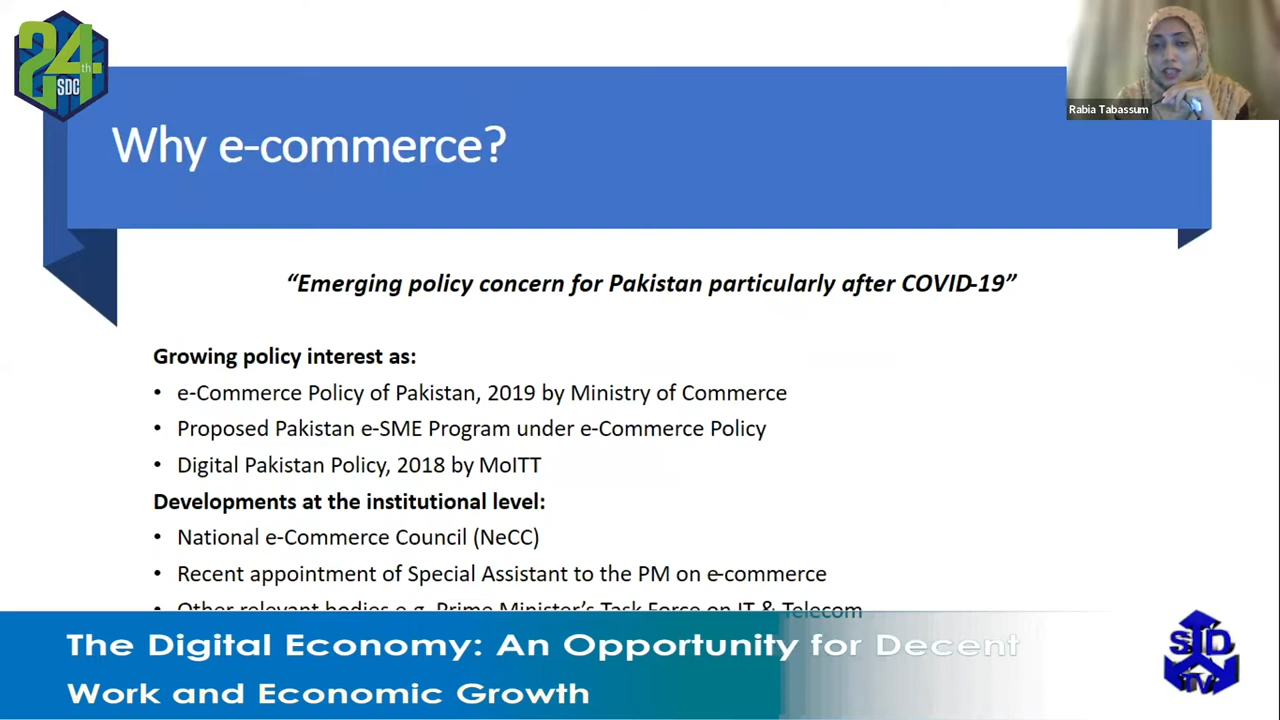 24th
SDC
Rabia Tabassum
Why e-commerce?
“Emerging policy concern for Pakistan particularly after COVID-19”
Growing policy interest as:
• e-Commerce Policy of Pakistan, 2019 by Ministry of Commerce
• Proposed Pakistan e-SME Program under e-Commerce Policy
• Digital Pakistan Policy, 2018 by MoITT
Developments at the institutional level:
• National e-Commerce Council (NeCC)
• Recent appointment of Special Assistant to the PM on e-commerce
• Other relevant bodies e.g. Prime Minister’s Task Force on IT & Telecom
The Digital Economy: An Opportunity for Decent
Work and Economic Growth
SD
TV